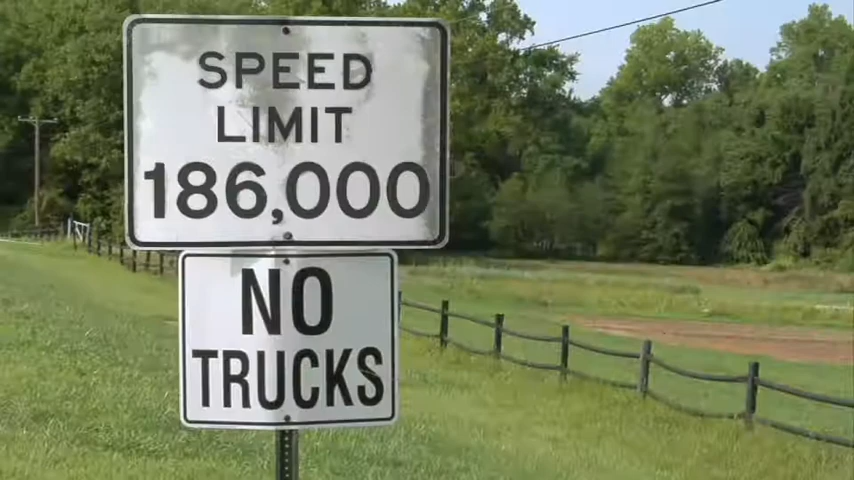 SPEED
LIMIT
186,000
NO
TRUCKS